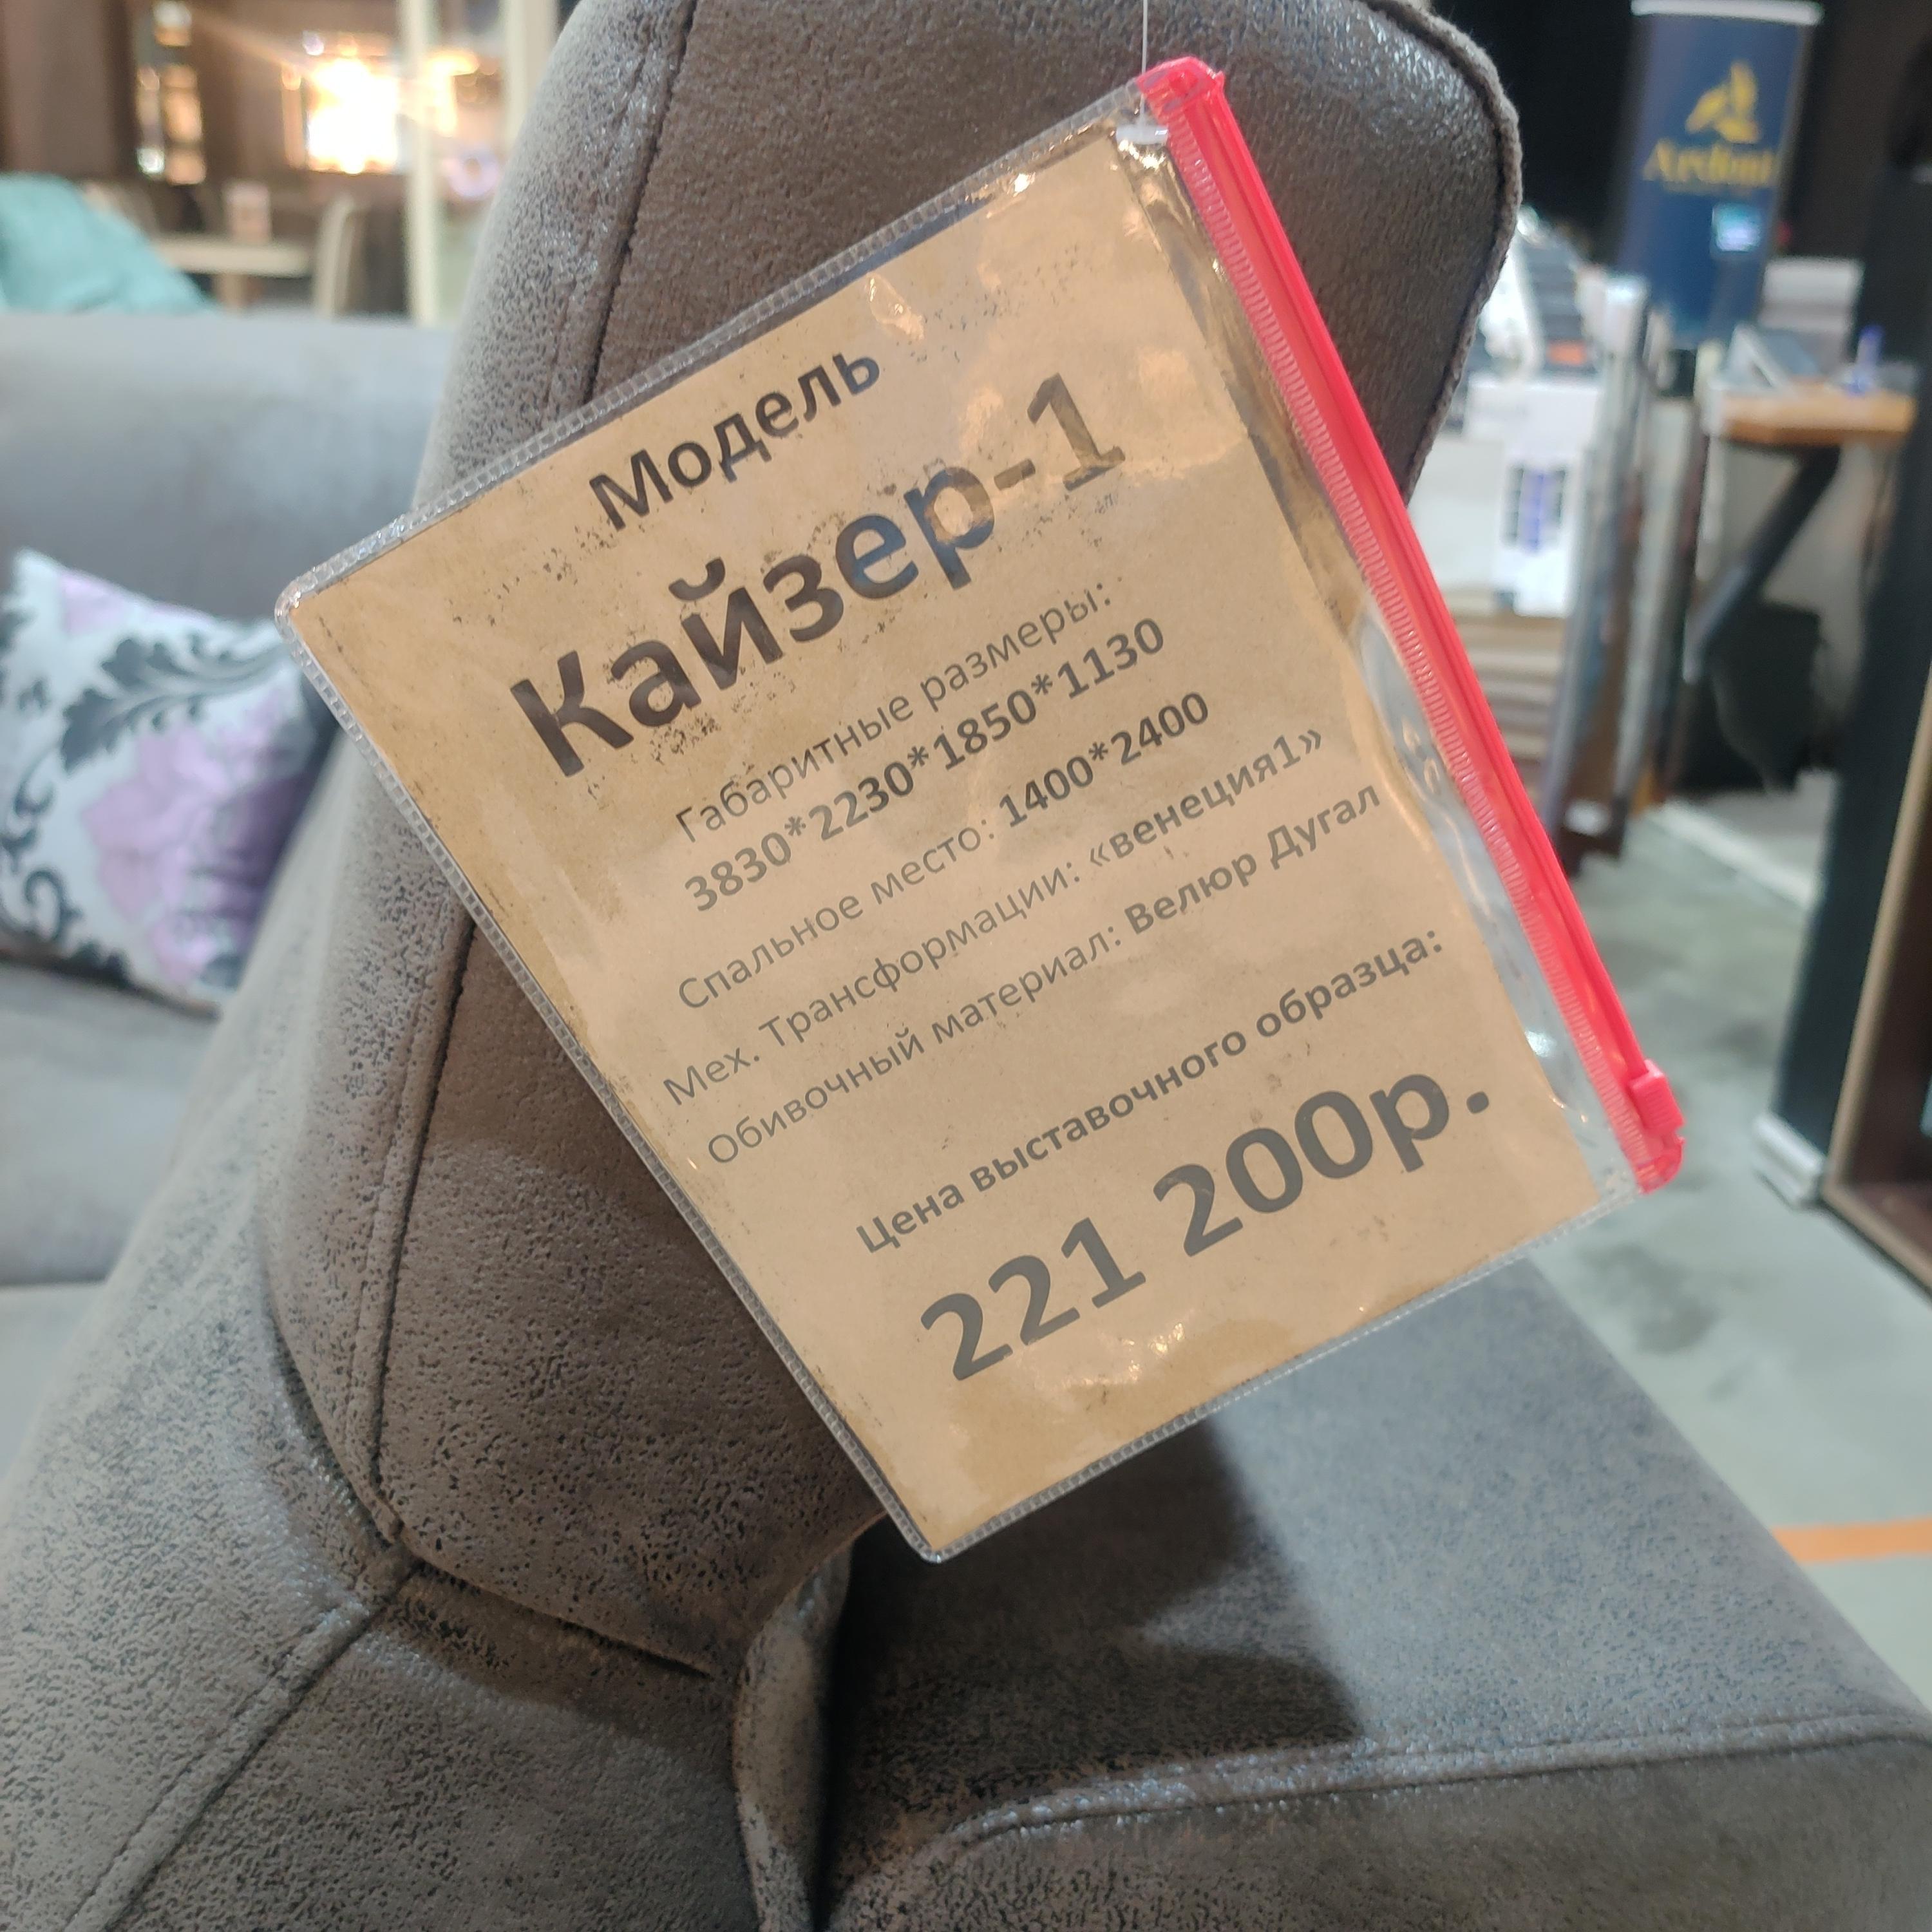 Модель
Кайзер-1
Габаритные размеры:
3830*2230*1850*1130
Спальное место: 1400*2400
Мех. Трансформации: «венеция1»
Обивочный материал: Велюр Дугал
Цена выставочного образца:
221 200р.